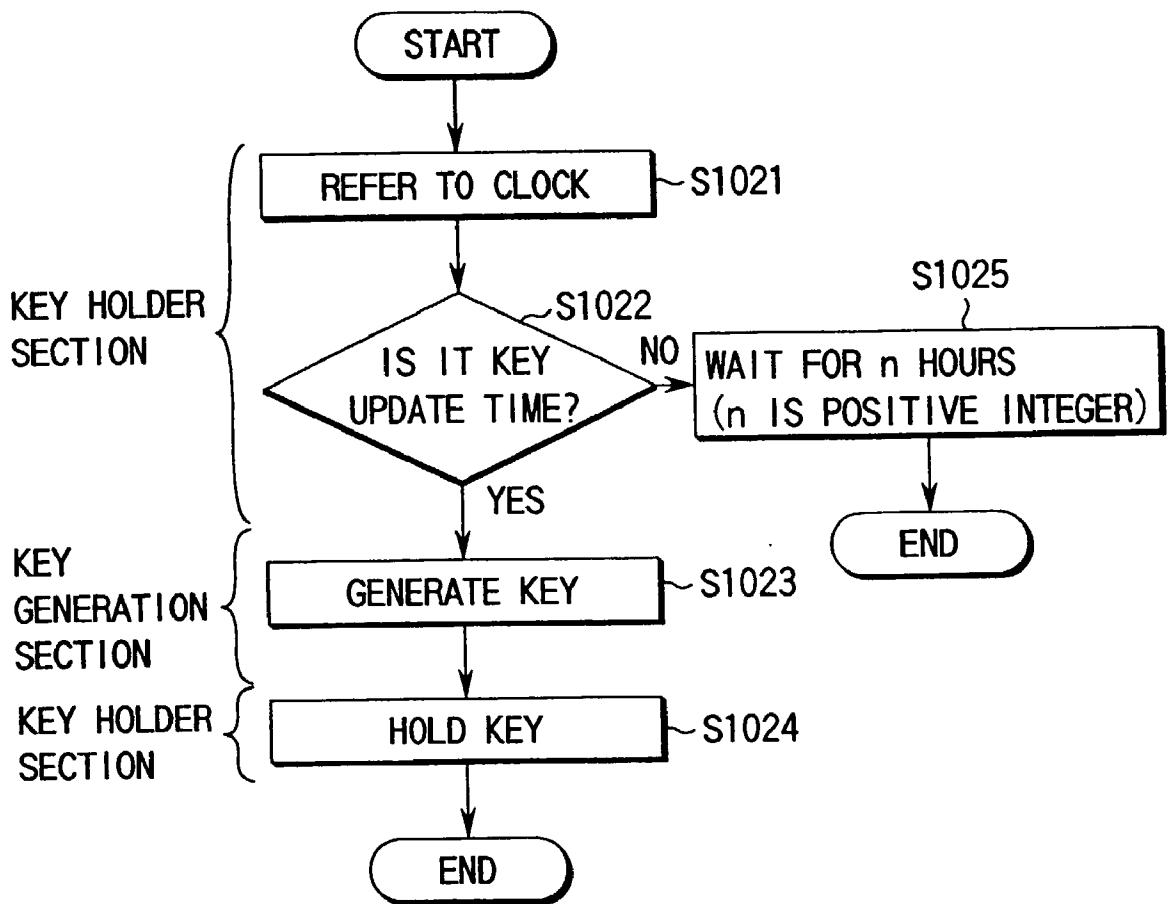 START
REFER TO CLOCK
S1021
KEY HOLDER
SECTION
S1022
IS IT KEY
UPDATE TIME?
NO
S1025
WAIT FOR n HOURS
(n IS POSITIVE INTEGER)
END
YES
KEY
GENERATION
SECTION
GENERATE KEY
S1023
KEY HOLDER
SECTION
HOLD KEY
S1024
END